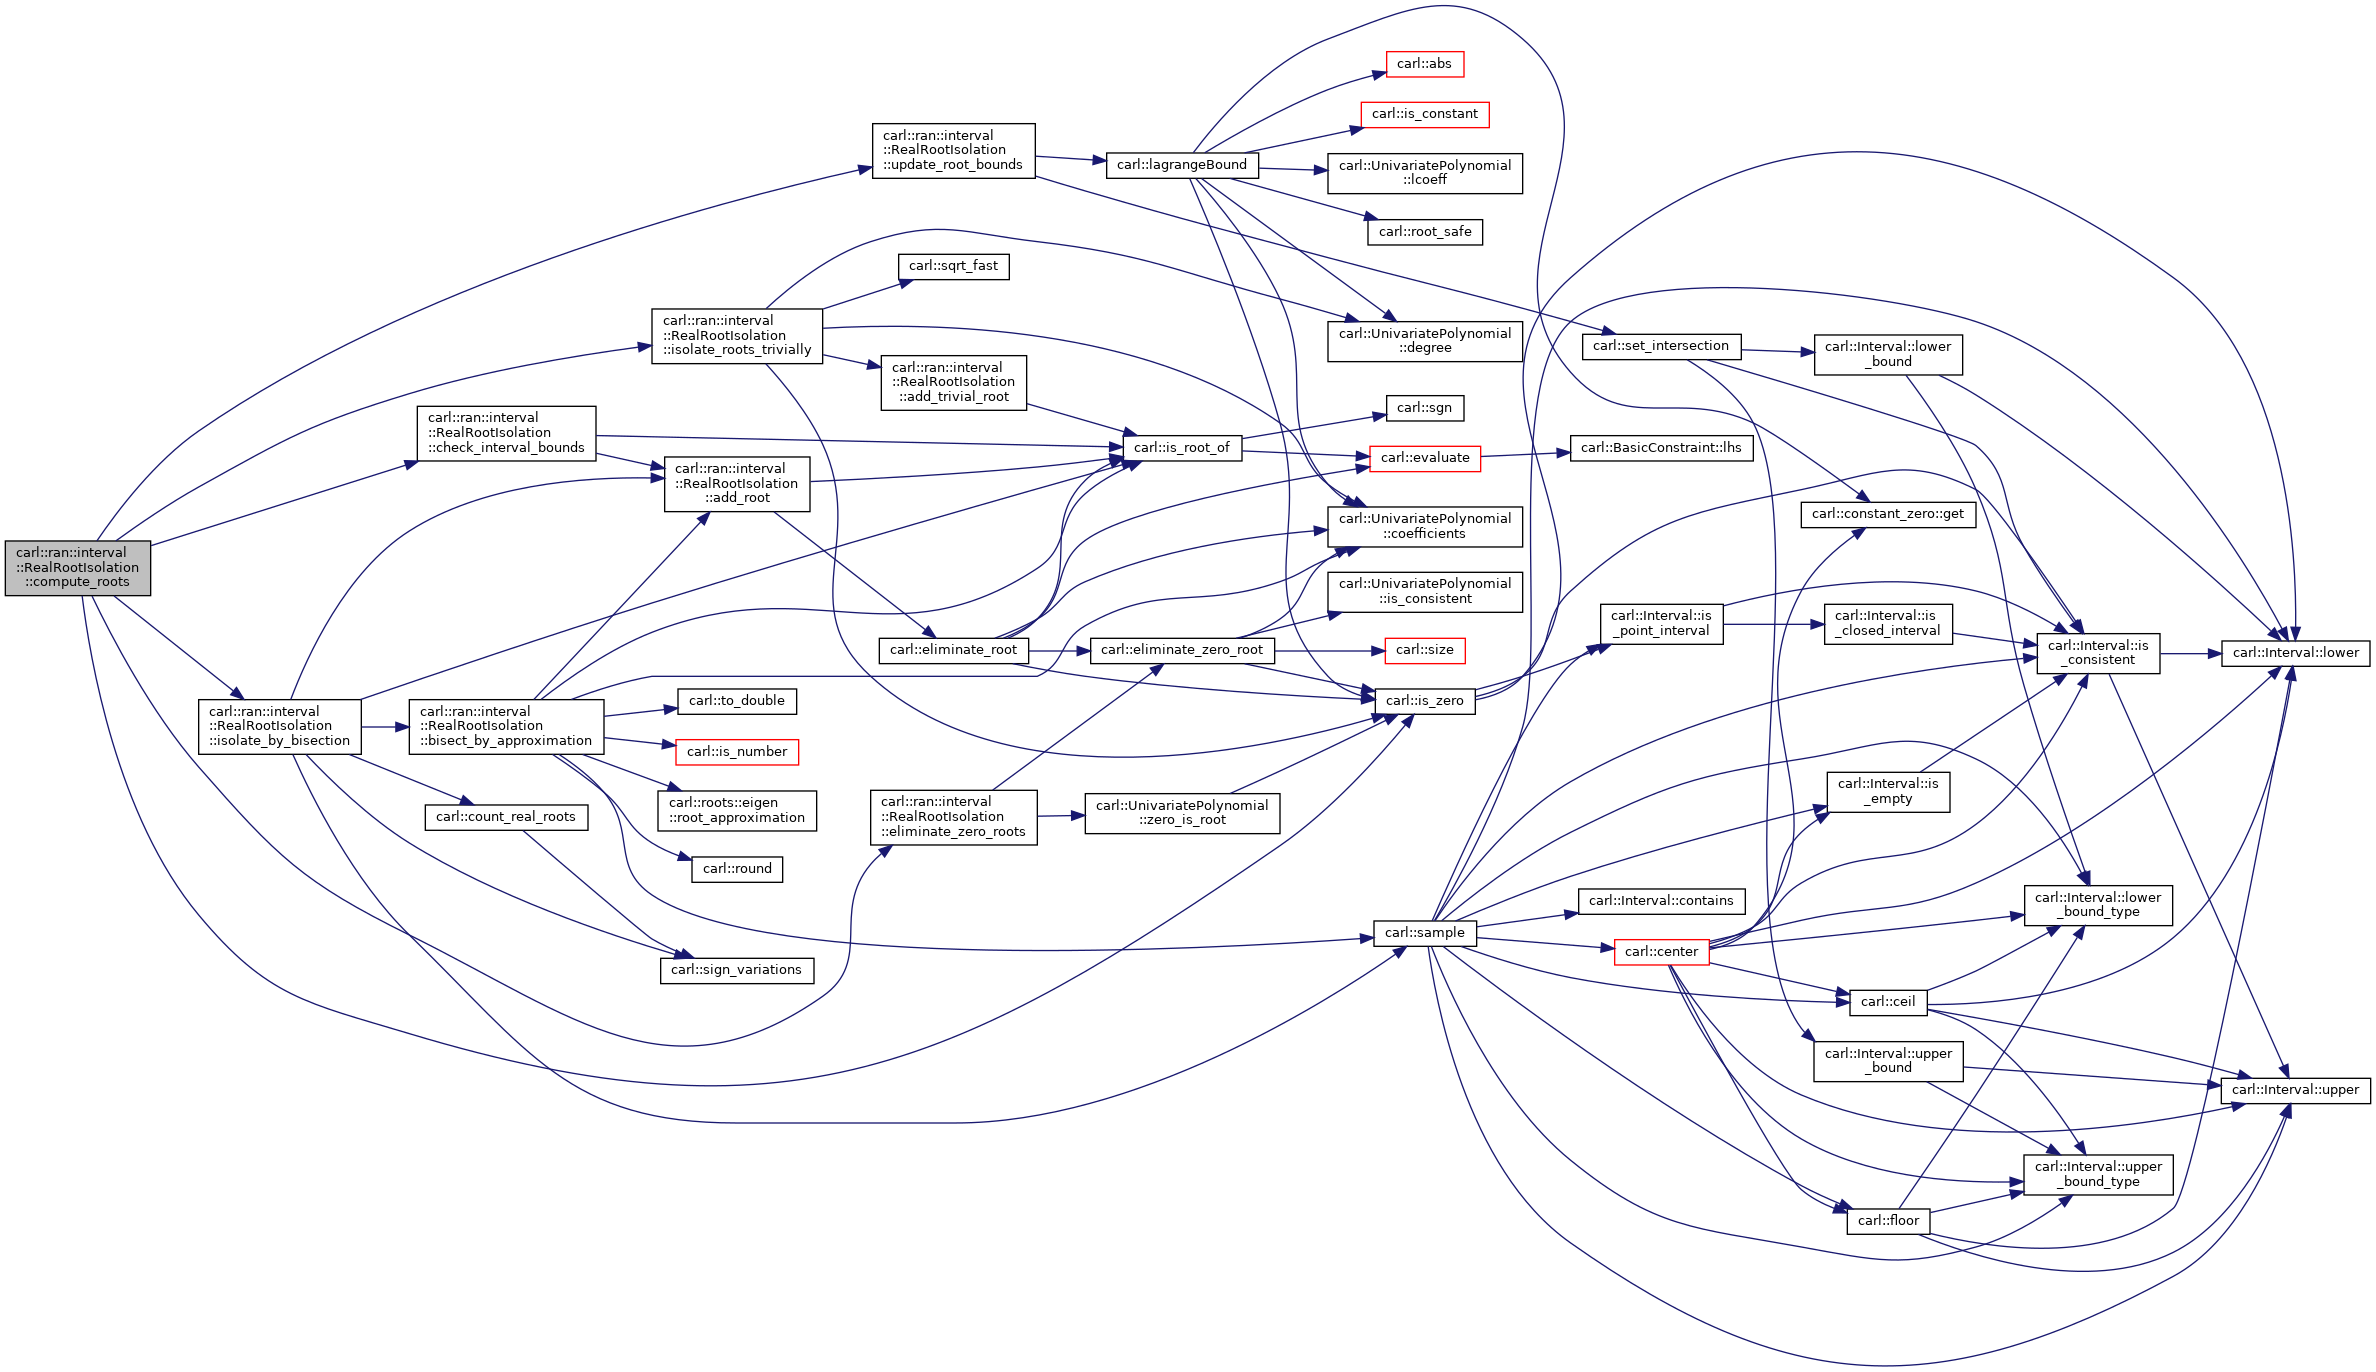 carl::ran::interval
::RealRootIsolation
::compute_roots
carl::ran::interval
::RealRootIsolation
::update_root_bounds
carl::ran::interval
::RealRootIsolation
::isolate_roots_trivially
carl::ran::interval
::RealRootIsolation
::check_interval_bounds
carl::ran::interval
::RealRootIsolation
::isolate_by_bisection
carl::ran::interval
::RealRootIsolation
::bisect_by_approximation
carl::count_real_roots
carl::ran::interval
::RealRootIsolation
::add_root
carl::to_double
carl::is_number
carl::roots::eigen
::root_approximation
carl::round
carl::sign_variations
carl::sqrt_fast
carl::ran::interval
::RealRootIsolation
::add_trivial_root
carl::eliminate_root
carl::ran::interval
::RealRootIsolation
::eliminate_zero_roots
carl::lagrangeBound
carl::is_root_of
carl::eliminate_zero_root
carl::UnivariatePolynomial
::zero_is_root
carl::abs
carl::is_constant
carl::UnivariatePolynomial
::lcoeff
carl::root_safe
carl::UnivariatePolynomial
::degree
carl::sgn
carl::evaluate
carl::UnivariatePolynomial
::coefficients
carl::UnivariatePolynomial
::is_consistent
carl::size
carl::is_zero
carl::sample
carl::set_intersection
carl::BasicConstraint::lhs
carl::Interval::is
_point_interval
carl::Interval::contains
carl::center
carl::Interval::lower
_bound
carl::constant_zero::get
carl::Interval::is
_closed_interval
carl::Interval::is
_empty
carl::ceil
carl::Interval::upper
_bound
carl::floor
carl::Interval::is
_consistent
carl::Interval::lower
_bound_type
carl::Interval::upper
_bound_type
carl::Interval::lower
carl::Interval::upper